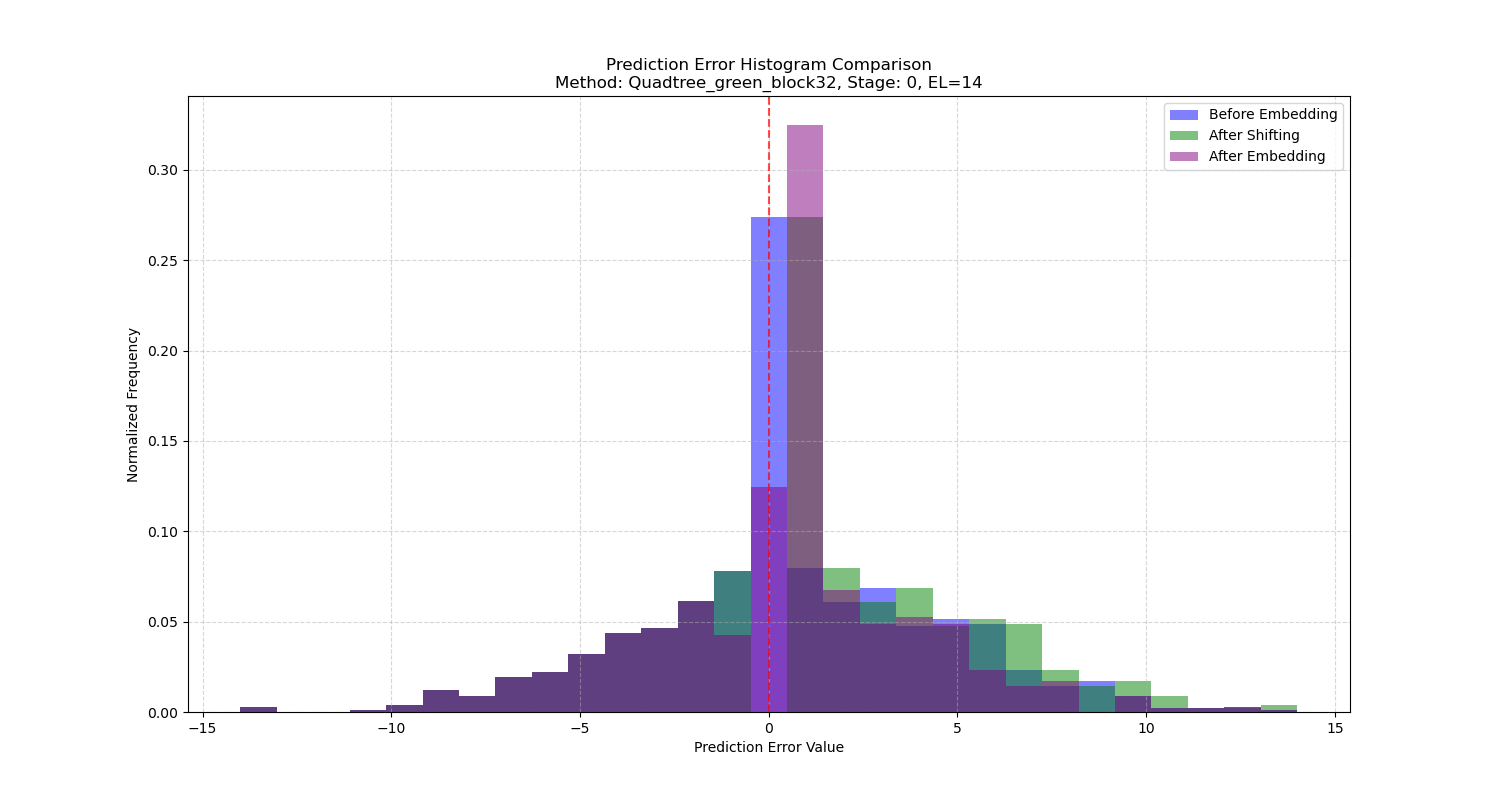 Prediction Error Histogram Comparison
Method: Quadtree_green_block32, Stage: 0, EL=14
Before Embedding
After Shifting
After Embedding
Normalized Frequency
0.30
0.25
0.20
0.15
0.10
0.05
0.00
−15
−10
−5
0
5
10
15
Prediction Error Value